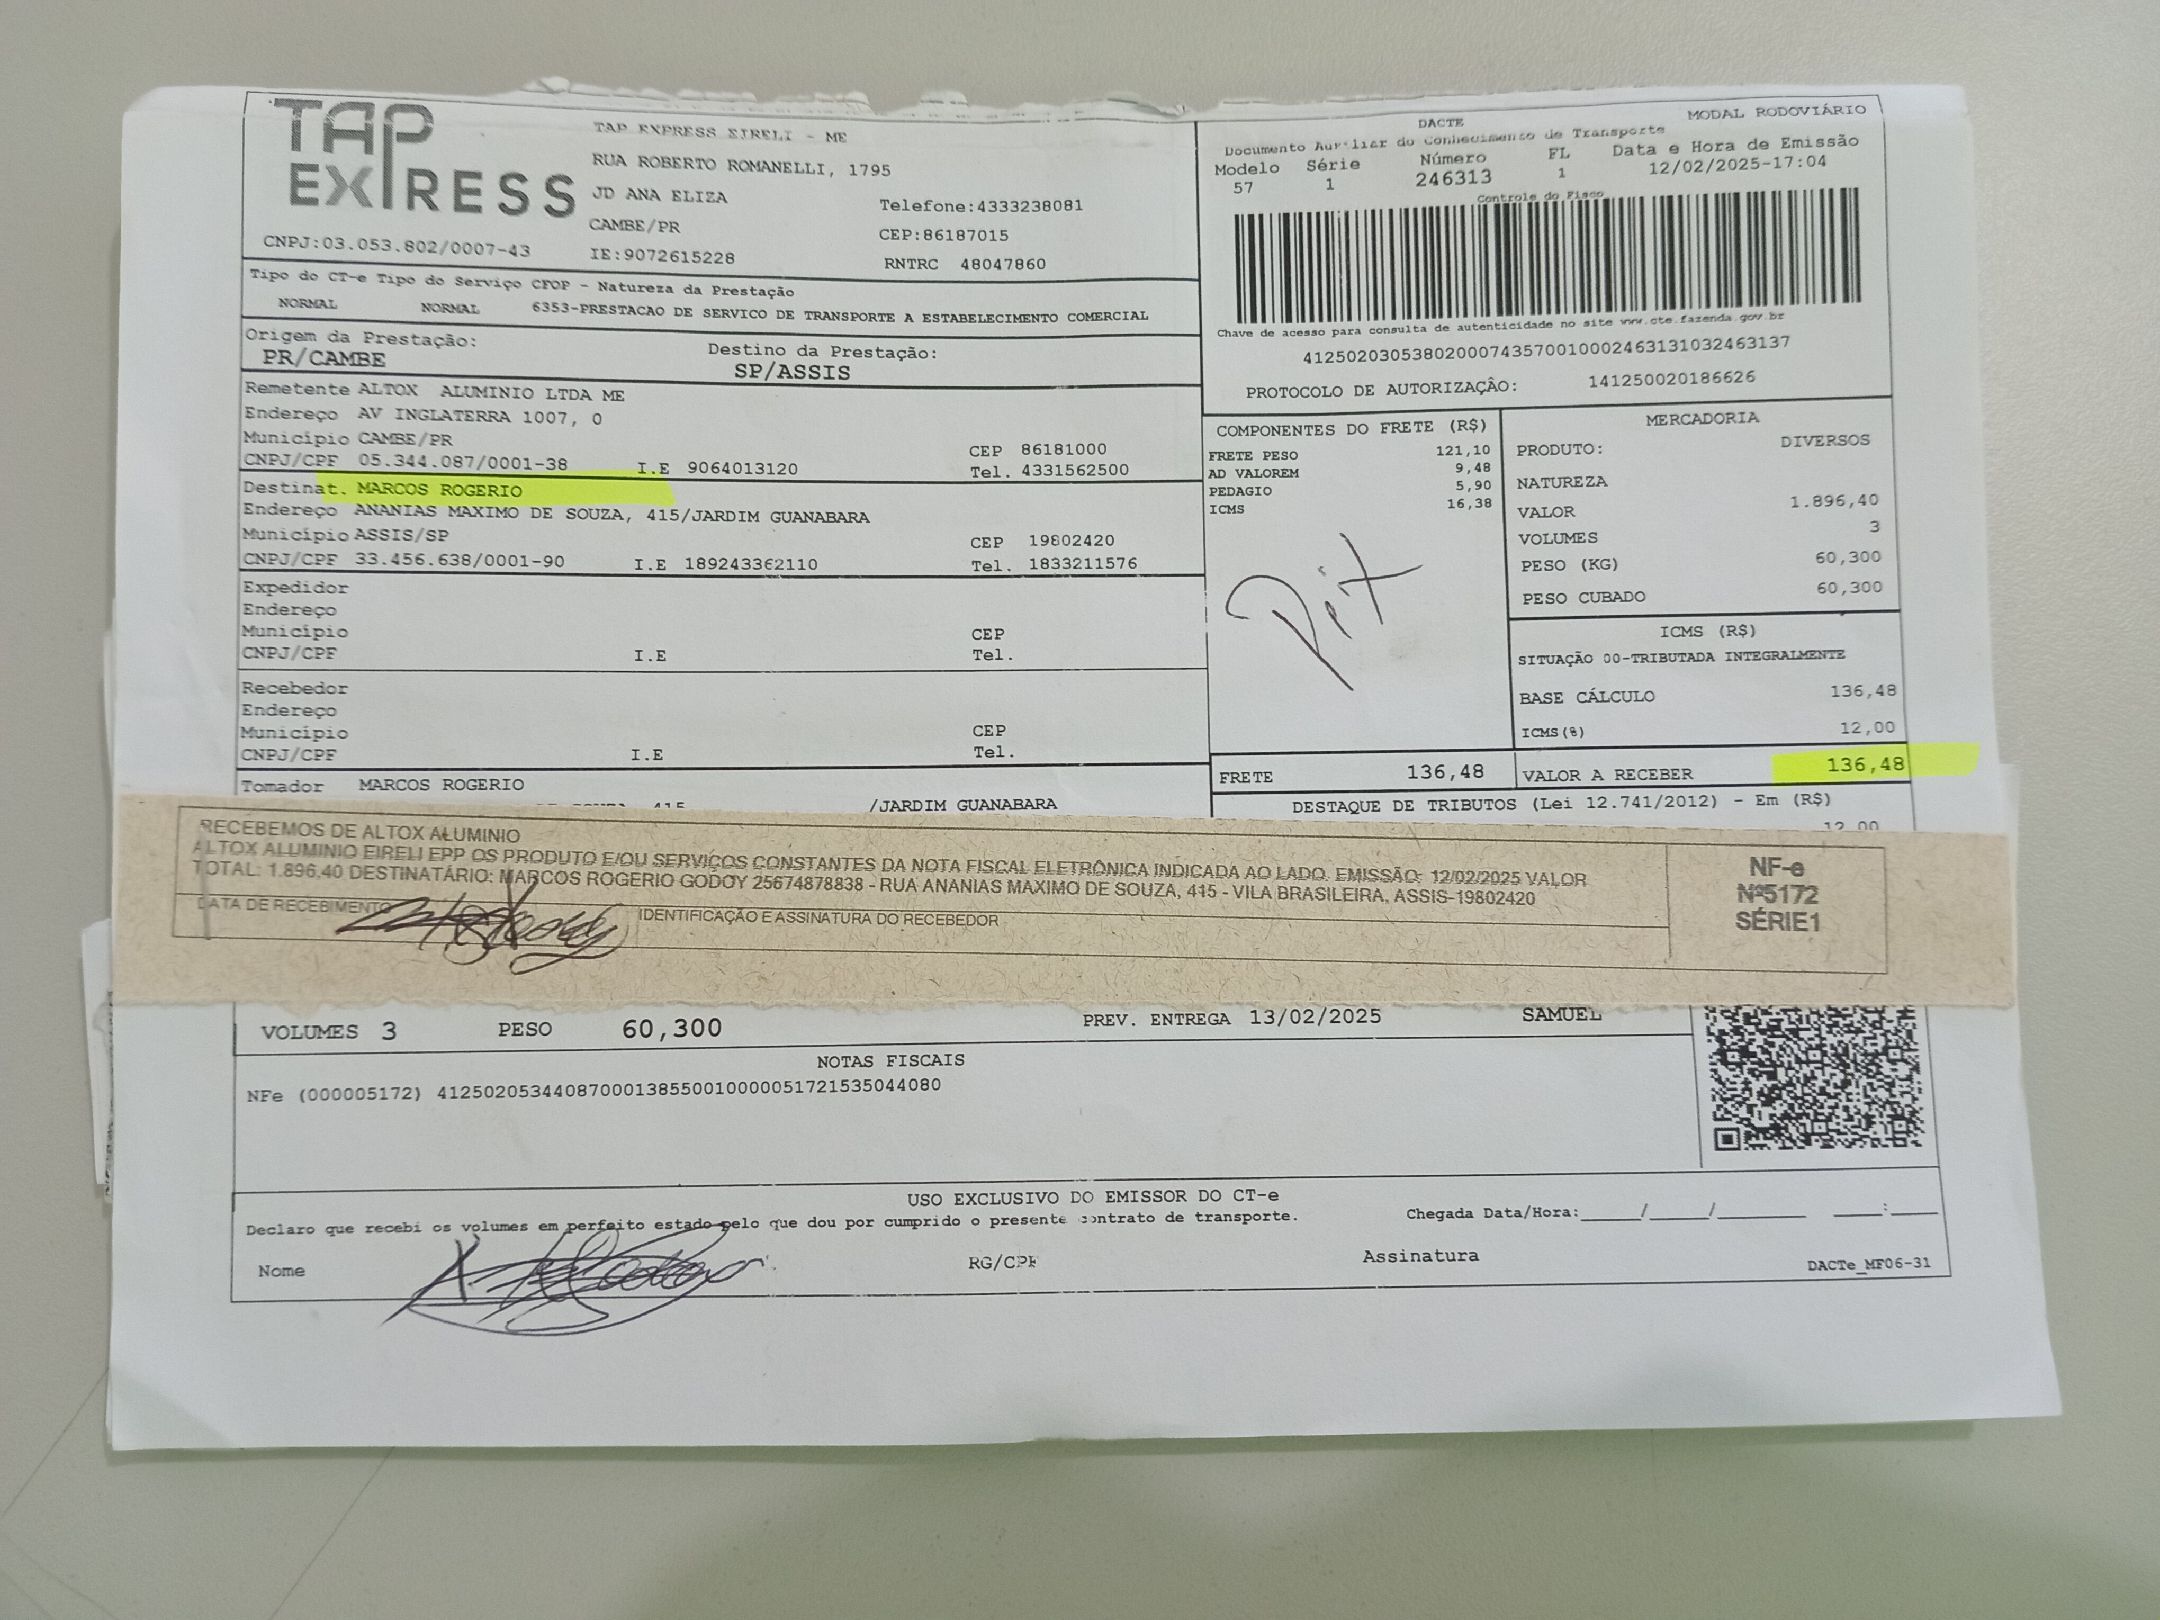 TAP EXPRESS
TAP EXPRESS EIRELI - ME
RUA ROBERTO ROMANELLI, 1795
JD ANA ELIZA
Telefone:4333238081
CAMBE/PR
CEP:86187015
CNPJ:03.053.802/0007-43
IE:9072615228
RNTRC 48047860
DACTE
MODAL RODOVIÁRIO
Documento Auxiliar do Conhecimento de Transporte
Modelo Série Número FL Data e Hora de Emissão
57 1 246313 1 12/02/2025-17:04
Controle do Fisco
Chave de acesso para consulta de autenticidade no site www.cte.fazenda.gov.br
41250203053802000743570010002463131032463137
PROTOCOLO DE AUTORIZAÇÃO: 141250020186626
Tipo do CT-e Tipo do Serviço CFOP - Natureza da Prestação
NORMAL NORMAL 6353-PRESTACAO DE SERVICO DE TRANSPORTE A ESTABELECIMENTO COMERCIAL
Origem da Prestação: Destino da Prestação:
PR/CAMBE SP/ASSIS
Remetente ALTOX ALUMINIO LTDA ME
Endereço AV INGLATERRA 1007, 0
Município CAMBE/PR CEP 86181000
CNPJ/CPF 05.344.087/0001-38 I.E 9064013120 Tel. 4331562500
Destinat. MARCOS ROGERIO
Endereço ANANIAS MAXIMO DE SOUZA, 415/JARDIM GUANABARA
Município ASSIS/SP CEP 19802420
CNPJ/CPF 33.456.638/0001-90 I.E 189243362110 Tel. 1833211576
Expedidor
Endereço
Município CEP
CNPJ/CPF I.E Tel.
Recebedor
Endereço
Município CEP
CNPJ/CPF I.E Tel.
Tomador MARCOS ROGERIO
/JARDIM GUANABARA
COMPONENTES DO FRETE (R$)
FRETE PESO 121,10
AD VALOREM 9,48
PEDAGIO 5,90
ICMS 16,38
Pix
FRETE 136,48
MERCADORIA
PRODUTO: DIVERSOS
NATUREZA
VALOR 1.896,40
VOLUMES 3
PESO (KG) 60,300
PESO CUBADO 60,300
ICMS (R$)
SITUAÇÃO 00-TRIBUTADA INTEGRALMENTE
BASE CÁLCULO 136,48
ICMS(%) 12,00
VALOR A RECEBER 136,48
DESTAQUE DE TRIBUTOS (Lei 12.741/2012) - Em (R$)
12,00
RECEBEMOS DE ALTOX ALUMINIO
ALTOX ALUMINIO EIRELI EPP OS PRODUTO E/OU SERVIÇOS CONSTANTES DA NOTA FISCAL ELETRÔNICA INDICADA AO LADO. EMISSÃO: 12/02/2025 VALOR
TOTAL: 1.896,40 DESTINATÁRIO: MARCOS ROGERIO GODOY 25674878838 - RUA ANANIAS MAXIMO DE SOUZA, 415 - VILA BRASILEIRA, ASSIS-19802420
DATA DE RECEBIMENTO IDENTIFICAÇÃO E ASSINATURA DO RECEBEDOR
NF-e
Nº5172
SÉRIE1
VOLUMES 3 PESO 60,300 PREV. ENTREGA 13/02/2025 SAMUEL
NOTAS FISCAIS
NFe (000005172) 41250205344087000138550010000051721535044080
USO EXCLUSIVO DO EMISSOR DO CT-e
Declaro que recebi os volumes em perfeito estado pelo que dou por cumprido o presente contrato de transporte.
Chegada Data/Hora:_____/_____/________ ____:____
Nome RG/CPF Assinatura
DACTe_MF06-31